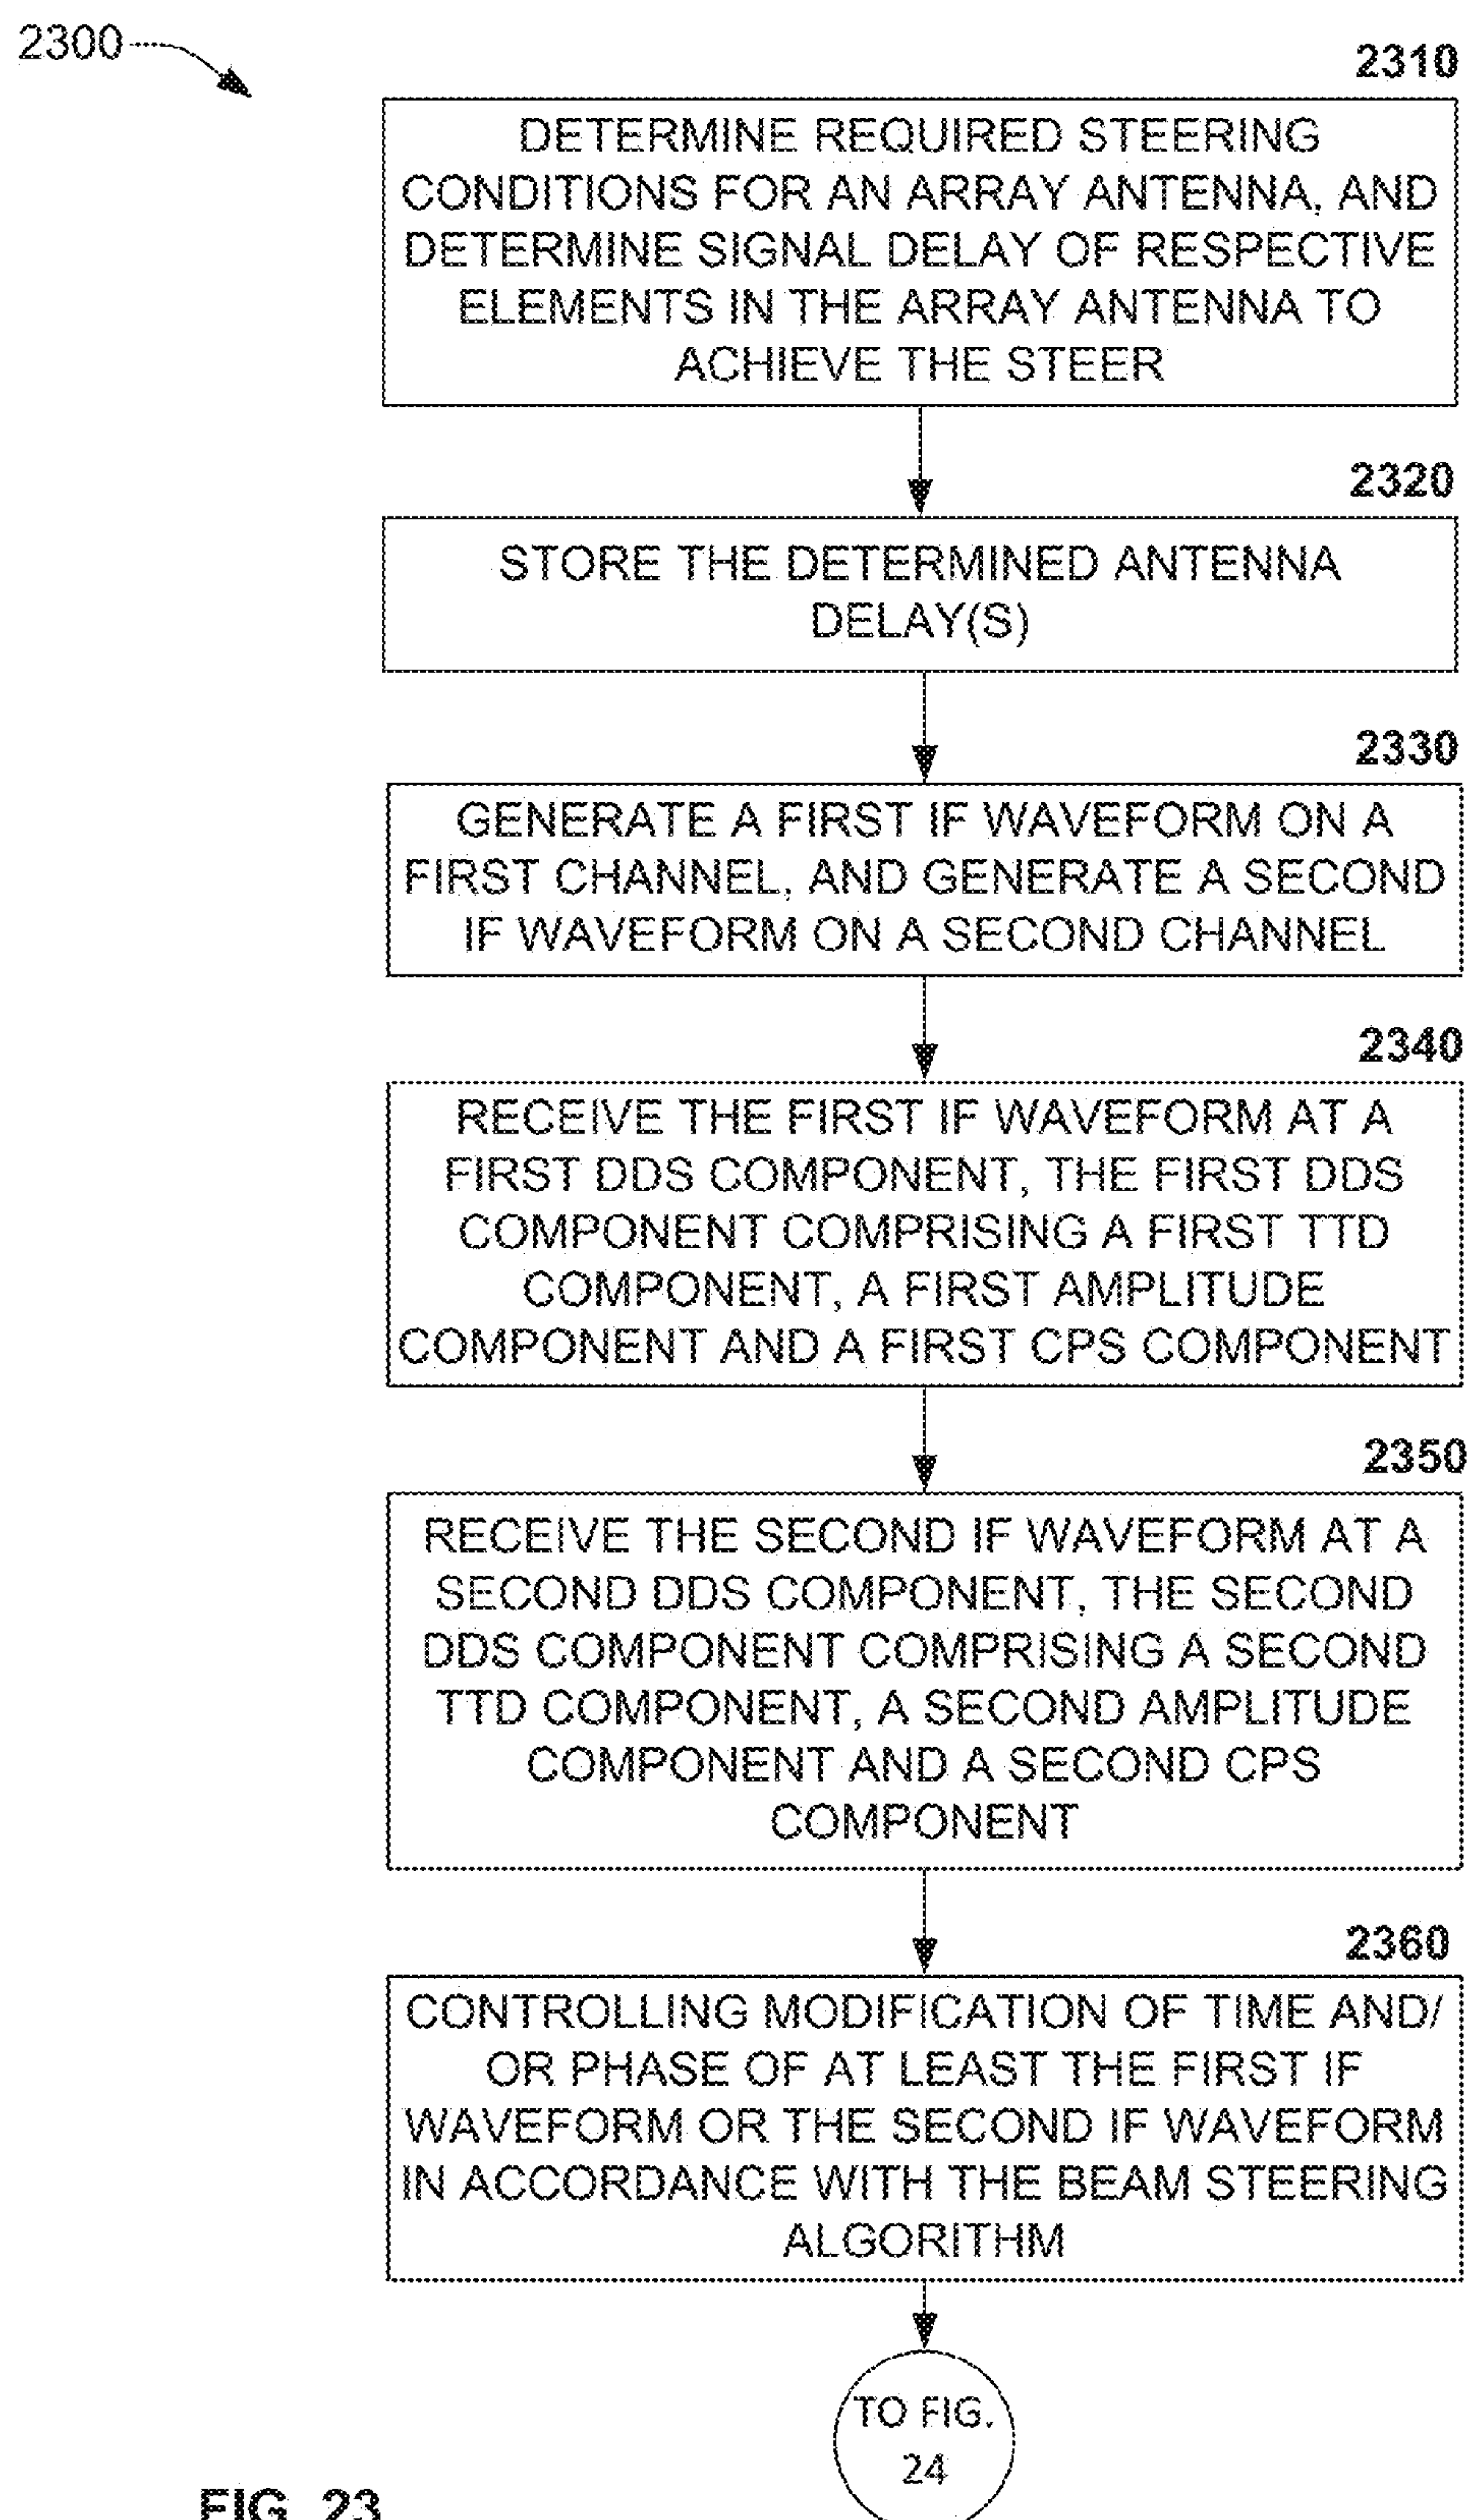 2300
2310
DETERMINE REQUIRED STEERING
CONDITIONS FOR AN ARRAY ANTENNA, AND
DETERMINE SIGNAL DELAY OF RESPECTIVE
ELEMENTS IN THE ARRAY ANTENNA TO
ACHIEVE THE STEER
2320
STORE THE DETERMINED ANTENNA
DELAY(S)
2330
GENERATE A FIRST IF WAVEFORM ON A
FIRST CHANNEL, AND GENERATE A SECOND
IF WAVEFORM ON A SECOND CHANNEL
2340
RECEIVE THE FIRST IF WAVEFORM AT A
FIRST DDS COMPONENT, THE FIRST DDS
COMPONENT COMPRISING A FIRST TTD
COMPONENT, A FIRST AMPLITUDE
COMPONENT AND A FIRST CPS COMPONENT
2350
RECEIVE THE SECOND IF WAVEFORM AT A
SECOND DDS COMPONENT, THE SECOND
DDS COMPONENT COMPRISING A SECOND
TTD COMPONENT, A SECOND AMPLITUDE
COMPONENT AND A SECOND CPS
COMPONENT
2360
CONTROLLING MODIFICATION OF TIME AND/
OR PHASE OF AT LEAST THE FIRST IF
WAVEFORM OR THE SECOND IF WAVEFORM
IN ACCORDANCE WITH THE BEAM STEERING
ALGORITHM
TO FIG.
24
FIG. 23